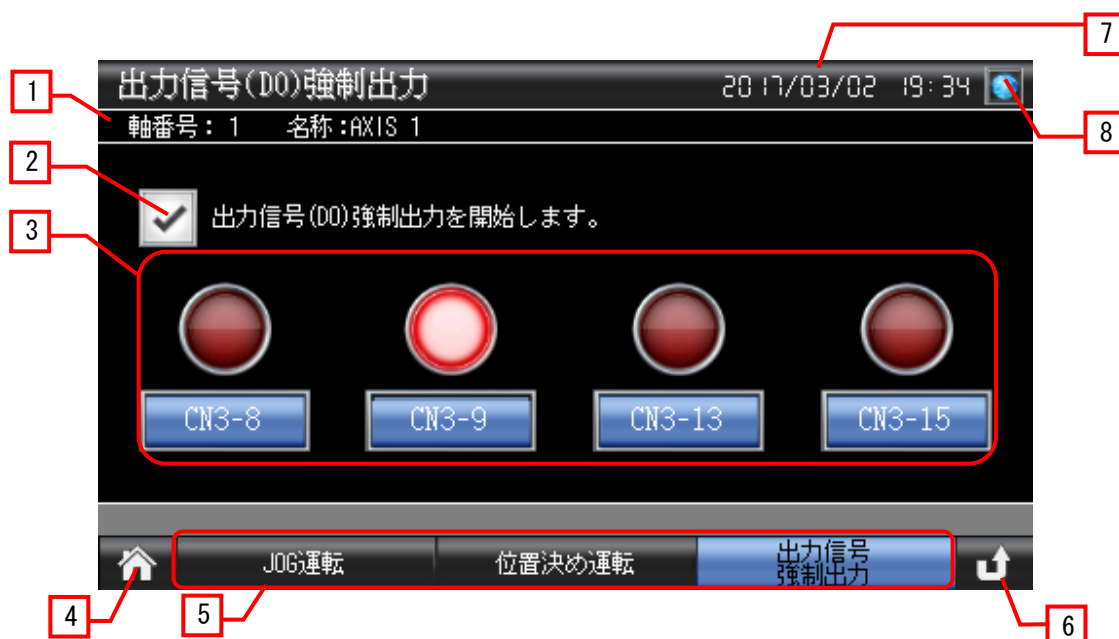 7
出力信号(DO)強制出力 2017/03/02 19:34
1
軸番号: 1 名称:AXIS 1
8
2
出力信号(DO)強制出力を開始します。
3
CN3-8 CN3-9 CN3-13 CN3-15
JOG運転 位置決め運転 出力信号
強制出力
4 5 6